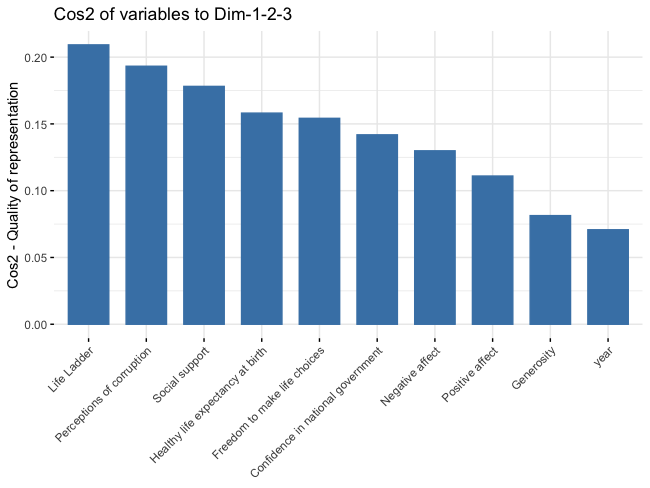 Cos2 of variables to Dim-1-2-3
Cos2 - Quality of representation
0.20
0.15
0.10
0.05
0.00
Life Ladder
Perceptions of corruption
Social support
Healthy life expectancy at birth
Freedom to make life choices
Confidence in national government
Negative affect
Positive affect
Generosity
year